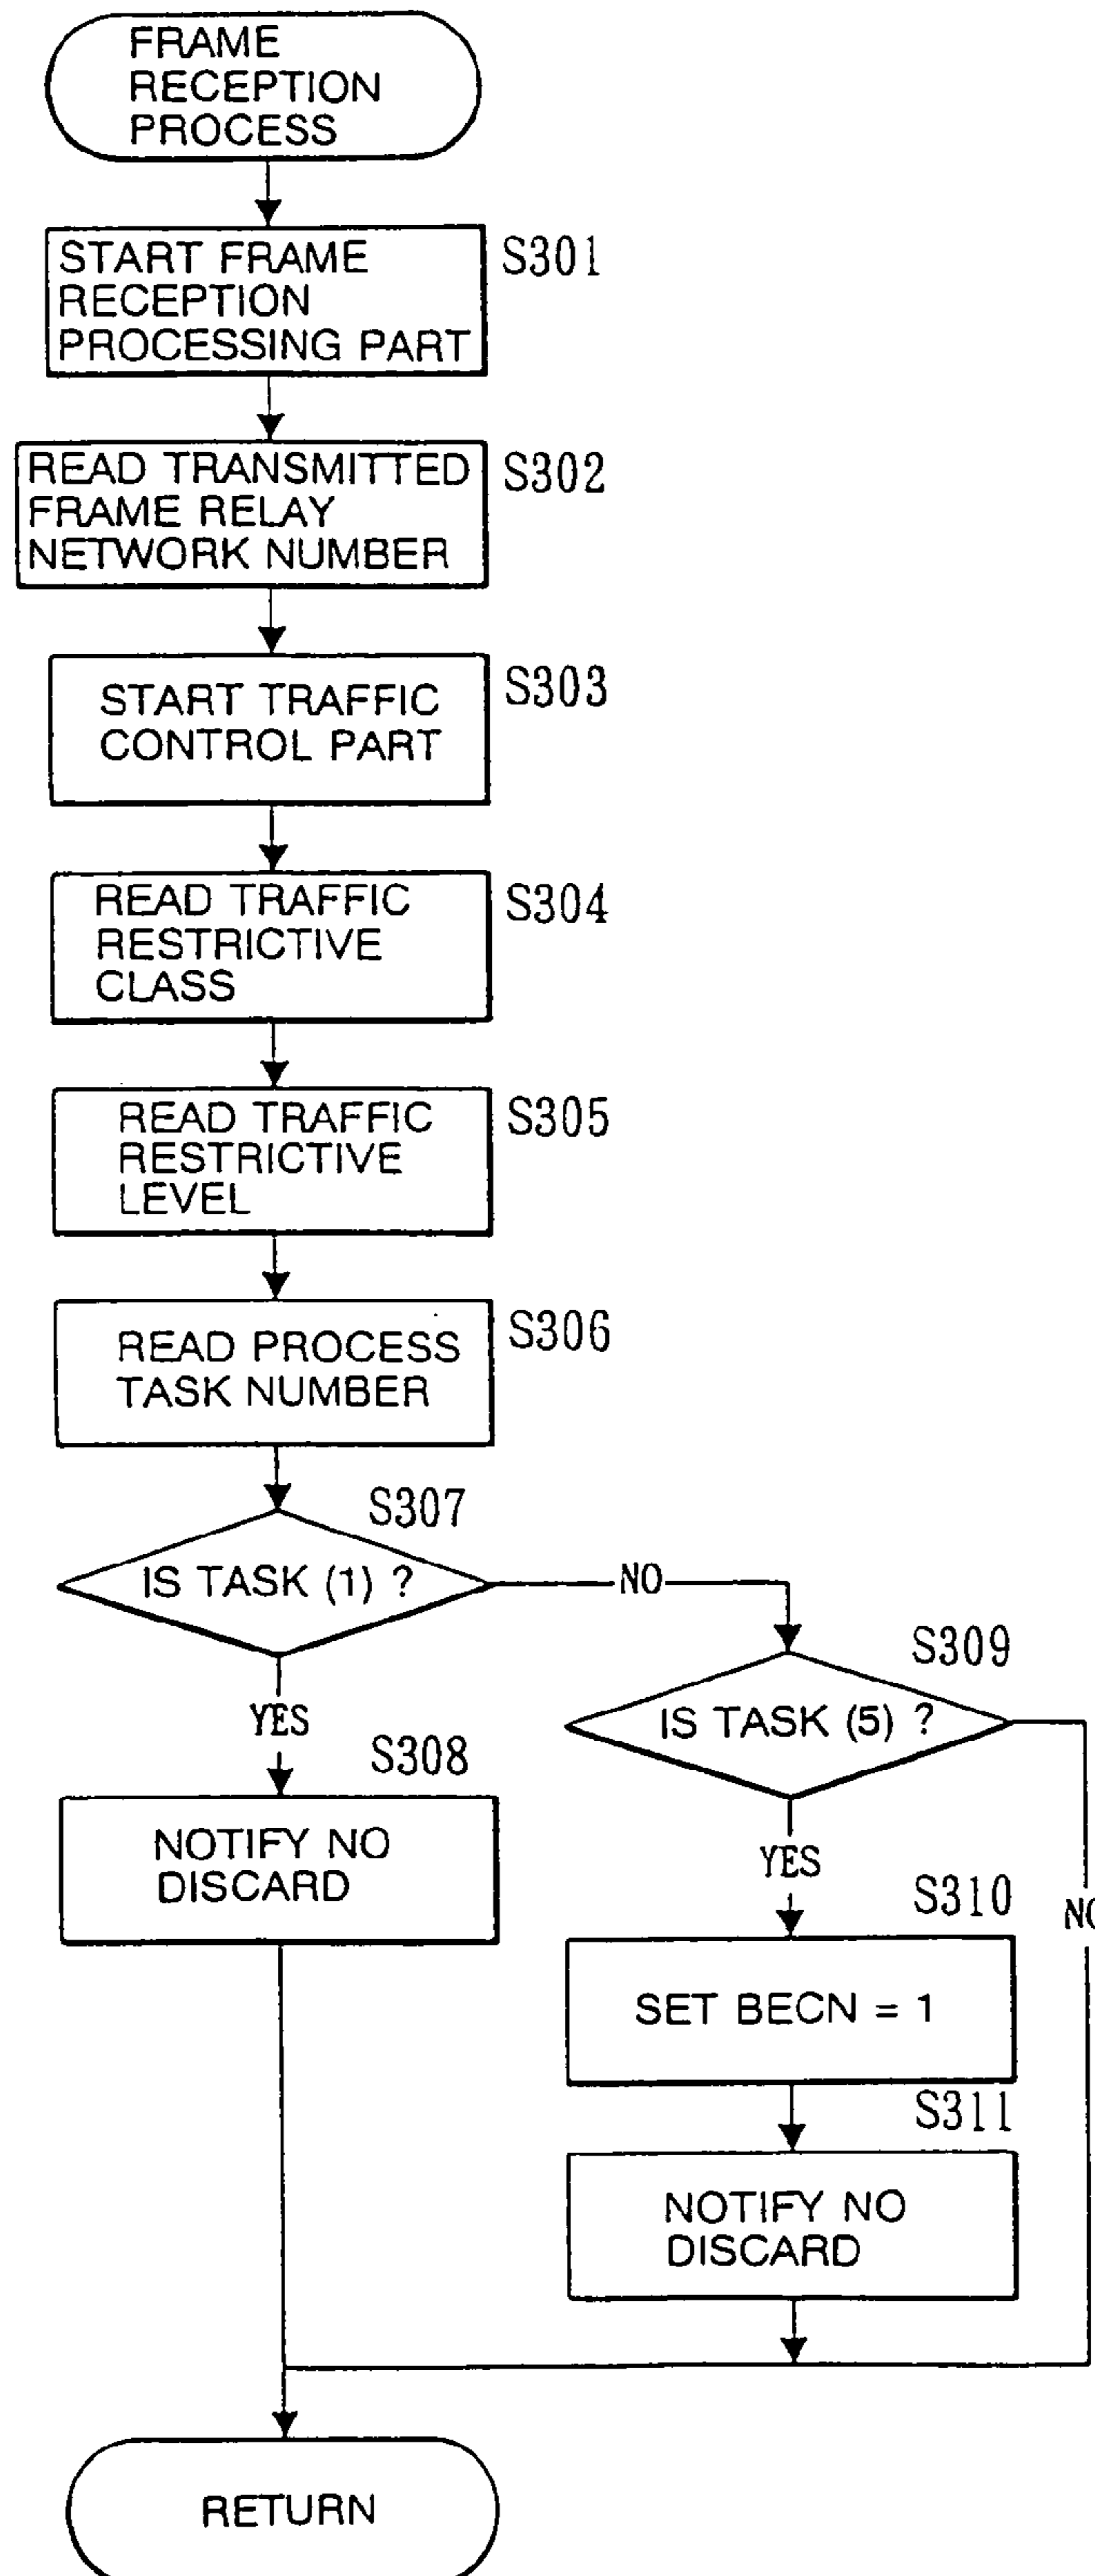 FRAME
RECEPTION
PROCESS
START FRAME
RECEPTION
PROCESSING PART
S301
READ TRANSMITTED
FRAME RELAY
NETWORK NUMBER
S302
START TRAFFIC
CONTROL PART
S303
READ TRAFFIC
RESTRICTIVE
CLASS
S304
READ TRAFFIC
RESTRICTIVE
LEVEL
S305
READ PROCESS
TASK NUMBER
S306
S307
IS TASK (1) ?
NO
YES
S308
NOTIFY NO
DISCARD
S309
IS TASK (5) ?
YES
NO
S310
SET BECN = 1
S311
NOTIFY NO
DISCARD
RETURN